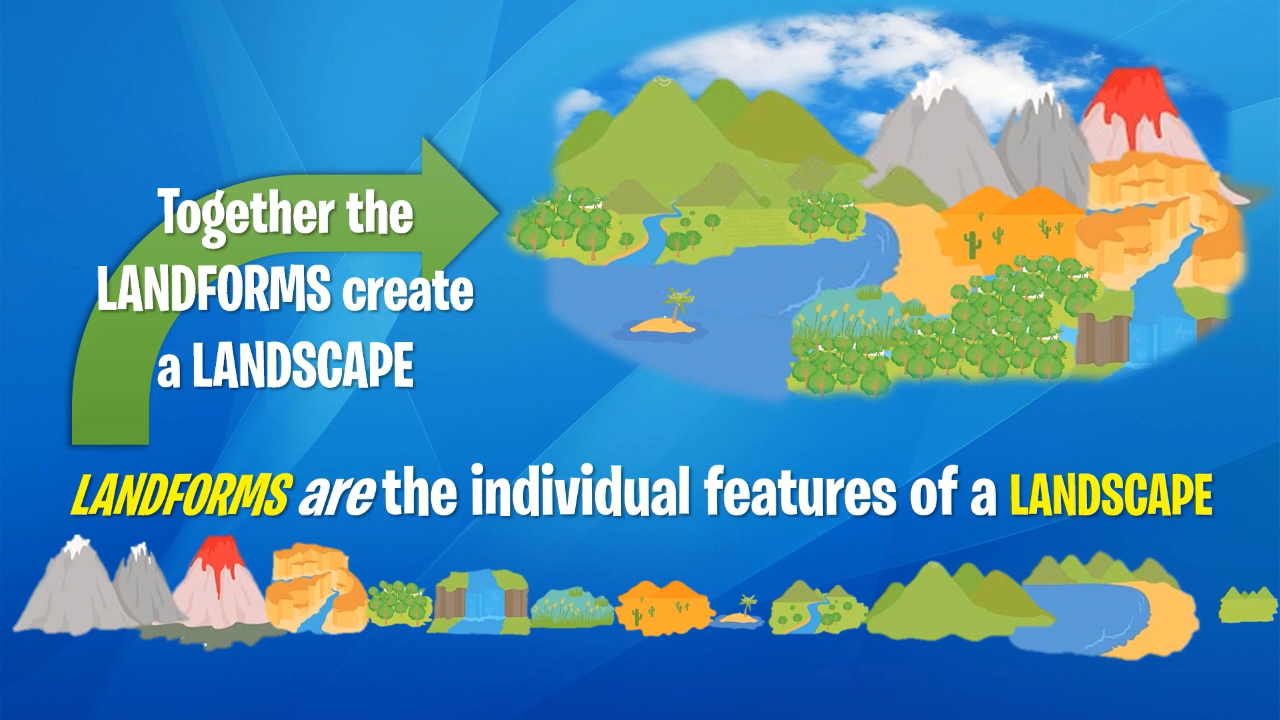 Together the
LANDFORMS create
a LANDSCAPE
LANDFORMS are the individual features of a LANDSCAPE